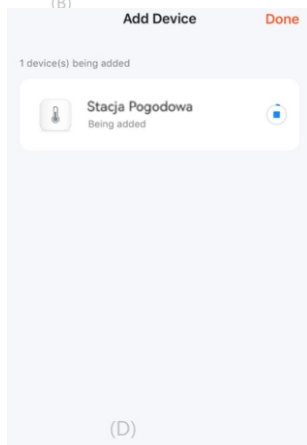 (B)
Add Device
Done
1 device(s) being added
Stacja Pogodowa
Being added
(D)